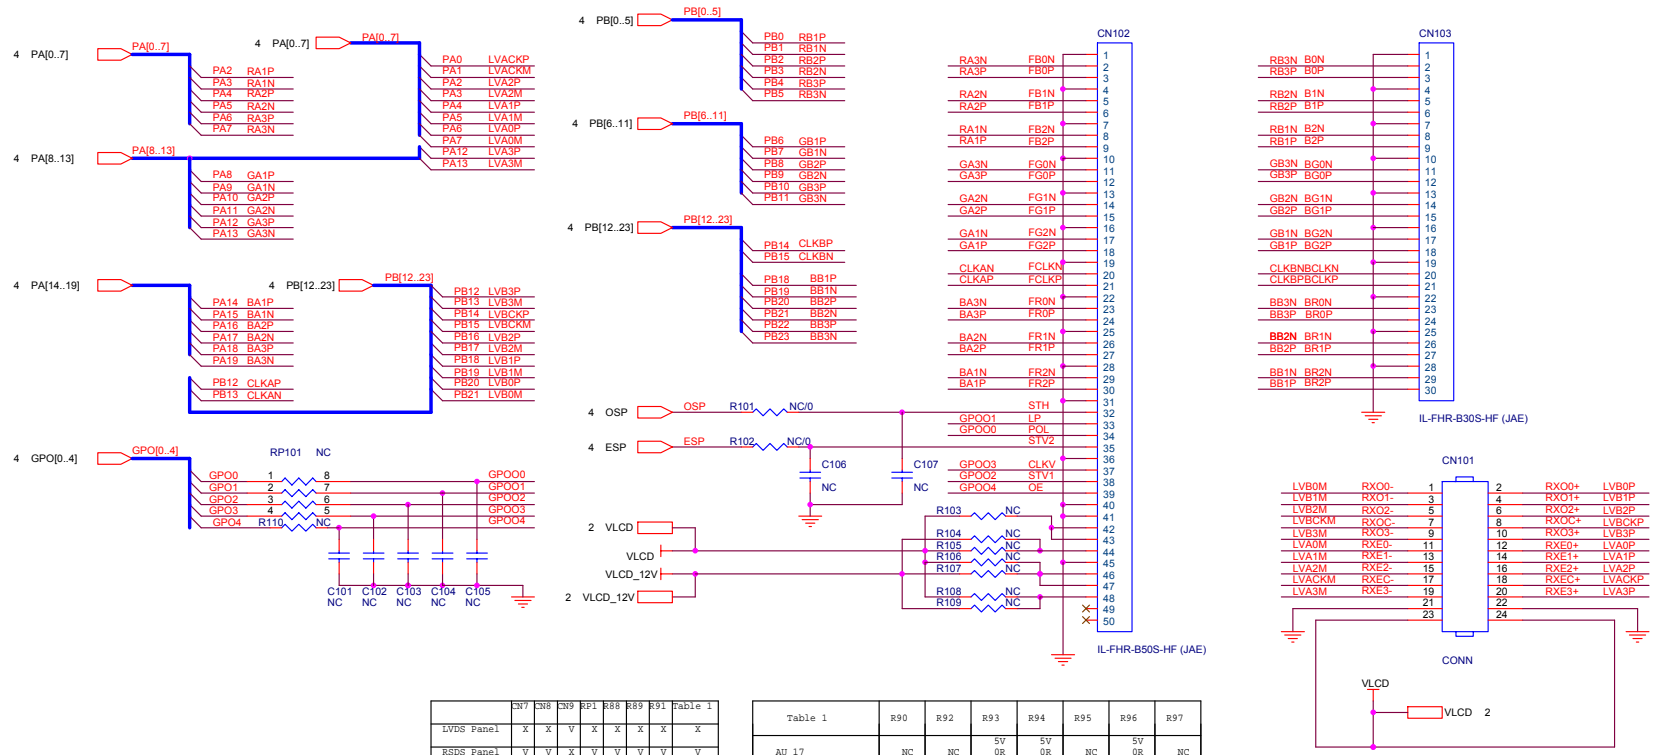 4 PA[0..7] PA[0..7]
PA2 RA1P
PA3 RA1N
PA4 RA2P
PA5 RA2N
PA6 RA3P
PA7 RA3N
4 PA[8..13] PA[8..13]
PA8 GA1P
PA9 GA1N
PA10 GA2P
PA11 GA2N
PA12 GA3P
PA13 GA3N
4 PA[0..7] PA[0..7]
PA0 LVACKP
PA1 LVACKM
PA2 LVA2P
PA3 LVA2M
PA4 LVA1P
PA5 LVA1M
PA6 LVA0P
PA7 LVA0M
PA12 LVA3P
PA13 LVA3M
4 PA[14..19]
PA14 BA1P
PA15 BA1N
PA16 BA2P
PA17 BA2N
PA18 BA3P
PA19 BA3N
PB12 CLKAP
PB13 CLKAN
4 PB[12..23] PB[12..23]
PB12 LVB3P
PB13 LVB3M
PB14 LVBCKP
PB15 LVBCKM
PB16 LVB2P
PB17 LVB2M
PB18 LVB1P
PB19 LVB1M
PB20 LVB0P
PB21 LVB0M
4 GPO[0..4] GPO[0..4]
RP101 NC
GPO0 1 8 GPOO0
GPO1 2 7 GPOO1
GPO2 3 6 GPOO2
GPO3 4 5 GPOO3
GPO4 R110 NC GPOO4
C101 C102 C103 C104 C105
NC NC NC NC NC
4 PB[0..5] PB[0..5]
PB0 RB1P
PB1 RB1N
PB2 RB2P
PB3 RB2N
PB4 RB3P
PB5 RB3N
4 PB[6..11] PB[6..11]
PB6 GB1P
PB7 GB1N
PB8 GB2P
PB9 GB2N
PB10 GB3P
PB11 GB3N
4 PB[12..23] PB[12..23]
PB14 CLKBP
PB15 CLKBN
PB18 BB1P
PB19 BB1N
PB20 BB2P
PB21 BB2N
PB22 BB3P
PB23 BB3N
4 OSP OSP R101 NC/0
4 ESP ESP R102 NC/0
C106
NC
C107
NC
2 VLCD
VLCD
VLCD_12V
2 VLCD_12V
R103 NC
R104 NC
R105 NC
R106 NC
R107 NC
R108 NC
R109 NC
CN102
1
RA3N FB0N 2
RA3P FB0P 3
4
RA2N FB1N 5
RA2P FB1P 6
7
RA1N FB2N 8
RA1P FB2P 9
10
GA3N FG0N 11
GA3P FG0P 12
13
GA2N FG1N 14
GA2P FG1P 15
16
GA1N FG2N 17
GA1P FG2P 18
19
CLKAN FCLKN 20
CLKAP FCLKP 21
22
BA3N FR0N 23
BA3P FR0P 24
25
BA2N FR1N 26
BA2P FR1P 27
28
BA1N FR2N 29
BA1P FR2P 30
31
STH 32
GPOO1 LP 33
GPOO0 POL 34
STV2 35
36
GPOO3 CLKV 37
GPOO2 STV1 38
GPOO4 OE 39
40
41
42
43
44
45
46
47
48
49
50
IL-FHR-B50S-HF (JAE)
CN103
1
RB3N B0N 2
RB3P B0P 3
4
RB2N B1N 5
RB2P B1P 6
7
RB1N B2N 8
RB1P B2P 9
10
GB3N BG0N 11
GB3P BG0P 12
13
GB2N BG1N 14
GB2P BG1P 15
16
GB1N BG2N 17
GB1P BG2P 18
19
CLKBN BCLKN 20
CLKBP BCLKP 21
22
BB3N BR0N 23
BB3P BR0P 24
25
BB2N BR1N 26
BB2P BR1P 27
28
BB1N BR2N 29
BB1P BR2P 30
IL-FHR-B30S-HF (JAE)
CN101
LVB0M RXO0- 1 2 RXO0+ LVB0P
LVB1M RXO1- 3 4 RXO1+ LVB1P
LVB2M RXO2- 5 6 RXO2+ LVB2P
LVBCKM RXOC- 7 8 RXOC+ LVBCKP
LVB3M RXO3- 9 10 RXO3+ LVB3P
LVA0M RXE0- 11 12 RXE0+ LVA0P
LVA1M RXE1- 13 14 RXE1+ LVA1P
LVA2M RXE2- 15 16 RXE2+ LVA2P
LVACKM RXEC- 17 18 RXEC+ LVACKP
LVA3M RXE3- 19 20 RXE3+ LVA3P
21 22
23 24
CONN
VLCD
VLCD 2
CN7 CN8 CN9 RP1 R88 R89 R91 Table 1
LVDS Panel X X V X X X X X
RSDS Panel V V X V V V V V
Table 1 R90 R92 R93 R94 R95 R96 R97
AU 17 NC NC 5V 0R 5V 0R NC 5V 0R NC